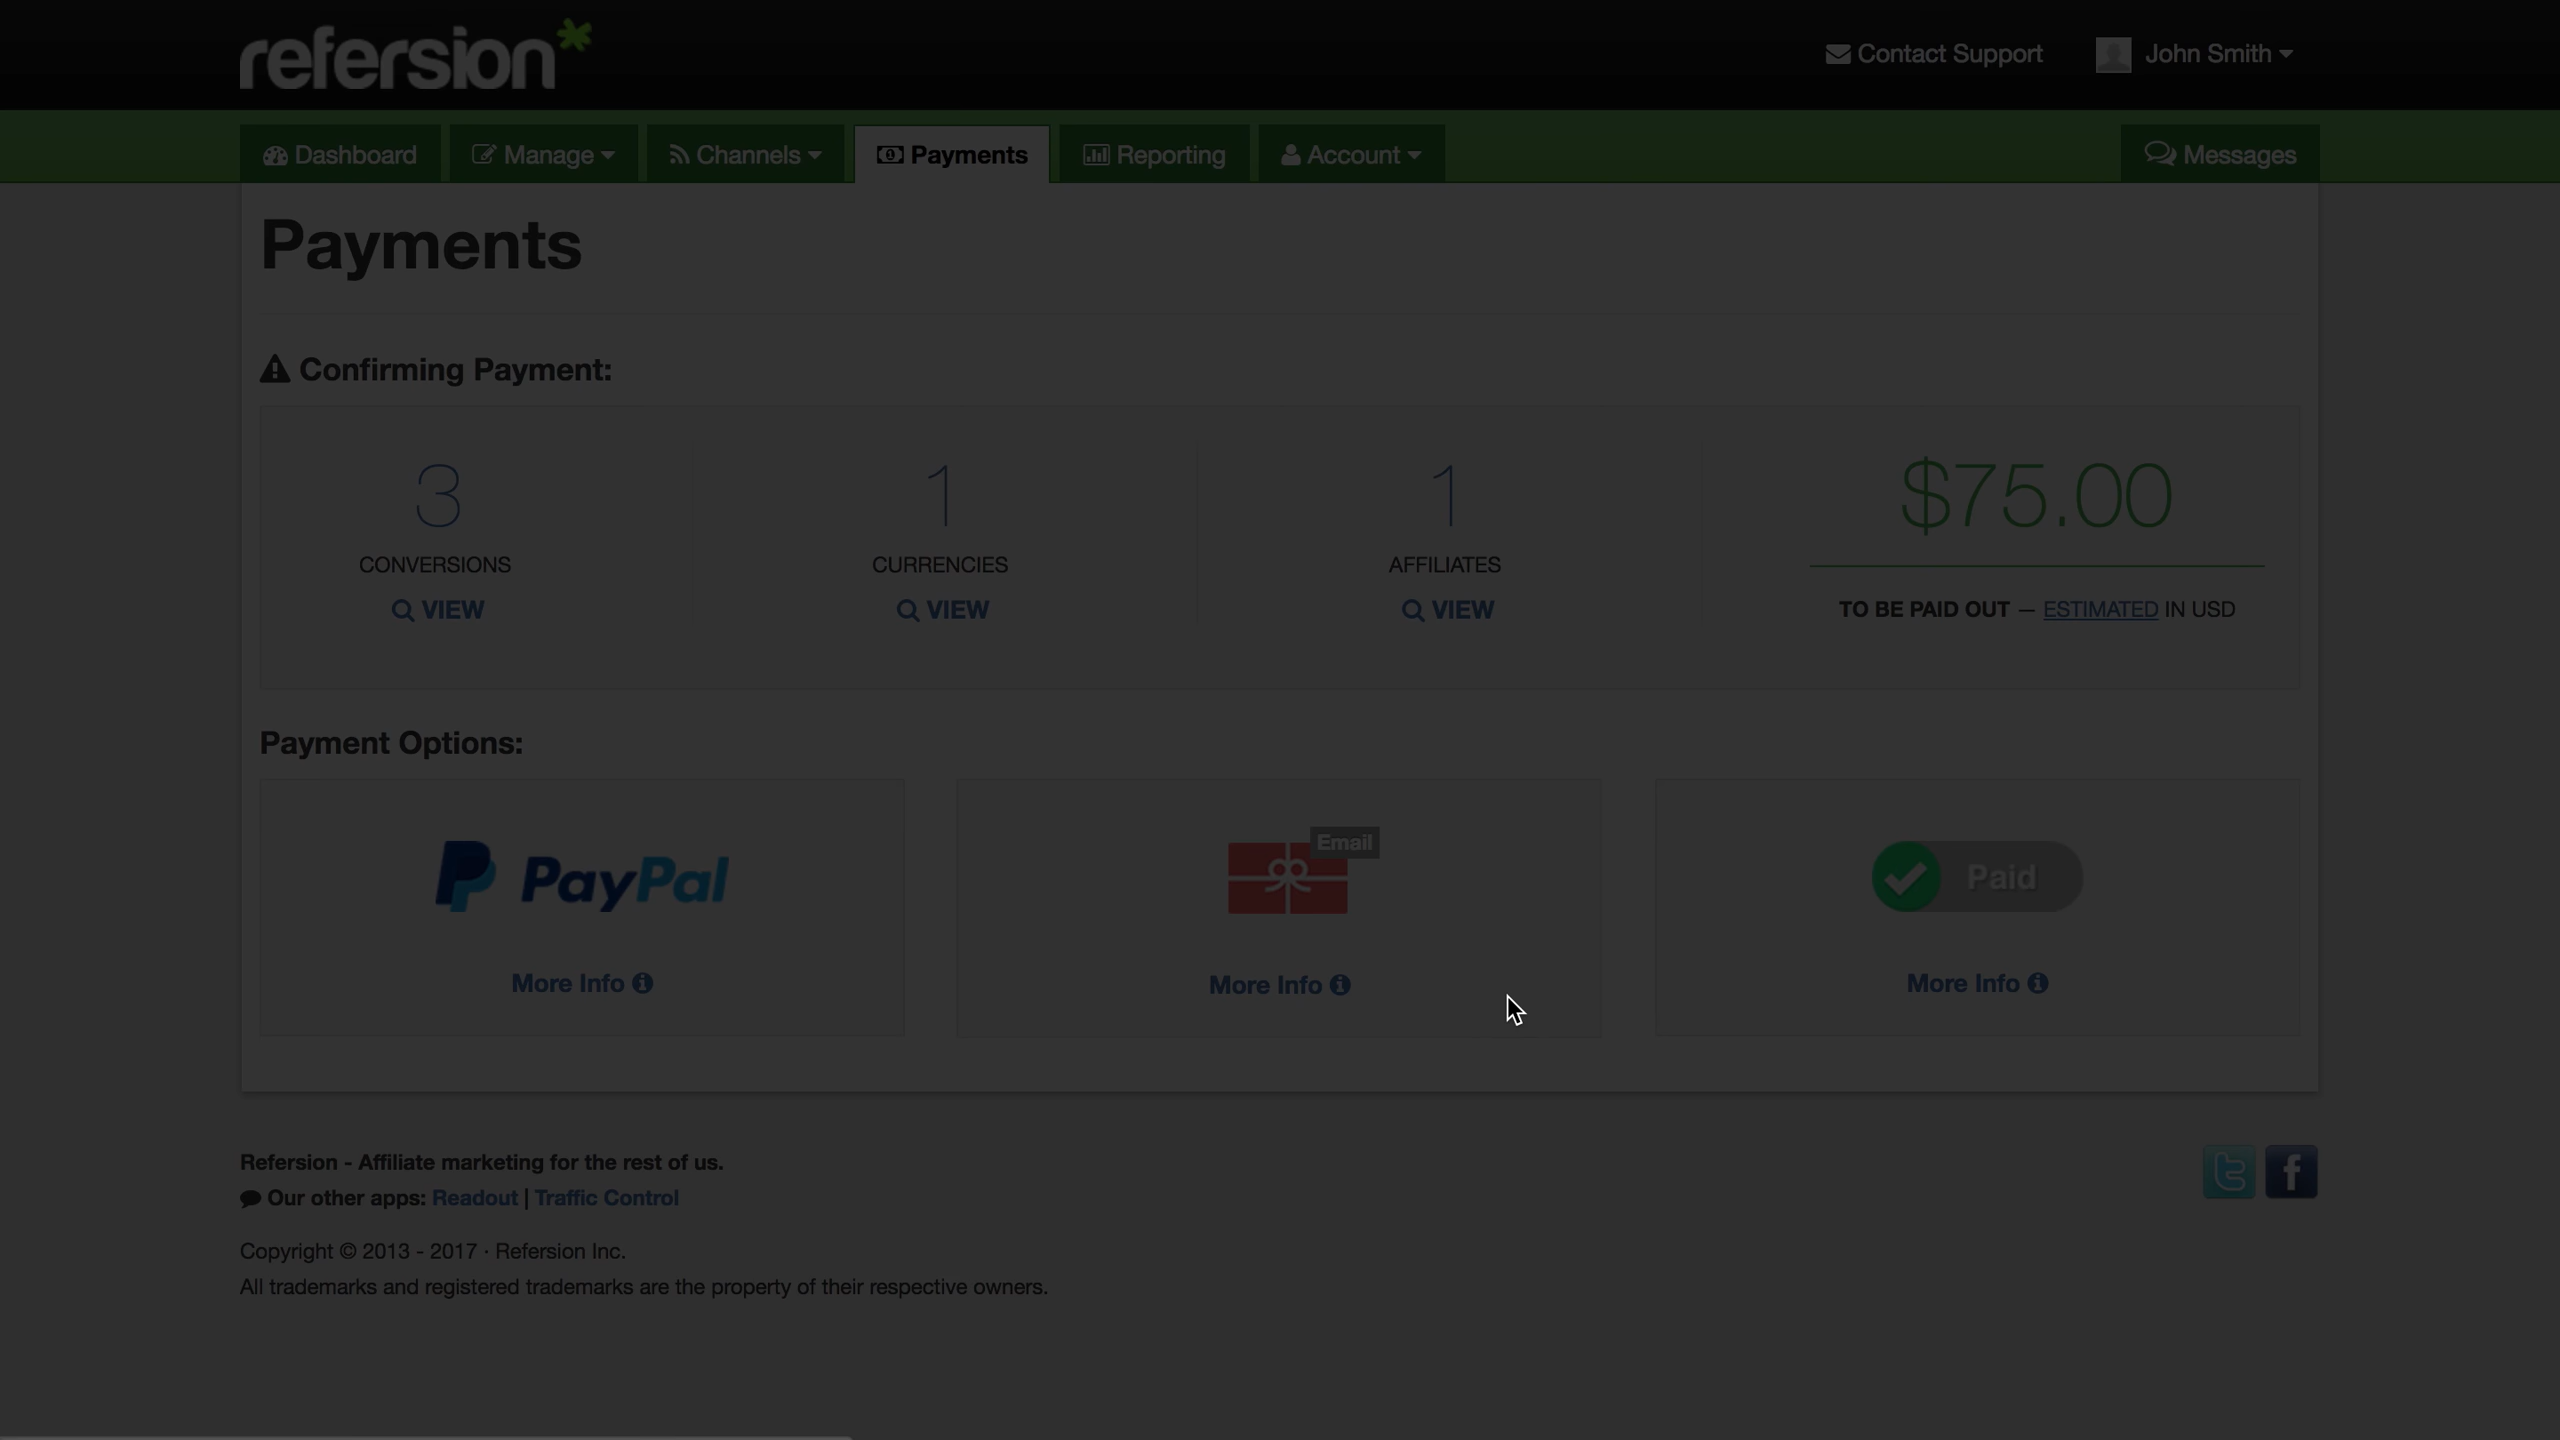 refersion
Contact Support
John Smith
Dashboard
Manage
Channels
Payments
Reporting
Account
Messages
Payments
Confirming Payment:
3
CONVERSIONS
VIEW
1
CURRENCIES
VIEW
1
AFFILIATES
VIEW
$75.00
TO BE PAID OUT — ESTIMATED IN USD
Payment Options:
PayPal
More Info
Email
More Info
Paid
More Info
Refersion - Affiliate marketing for the rest of us.
Our other apps: Readout | Traffic Control
Copyright © 2013 - 2017 · Refersion Inc.
All trademarks and registered trademarks are the property of their respective owners.